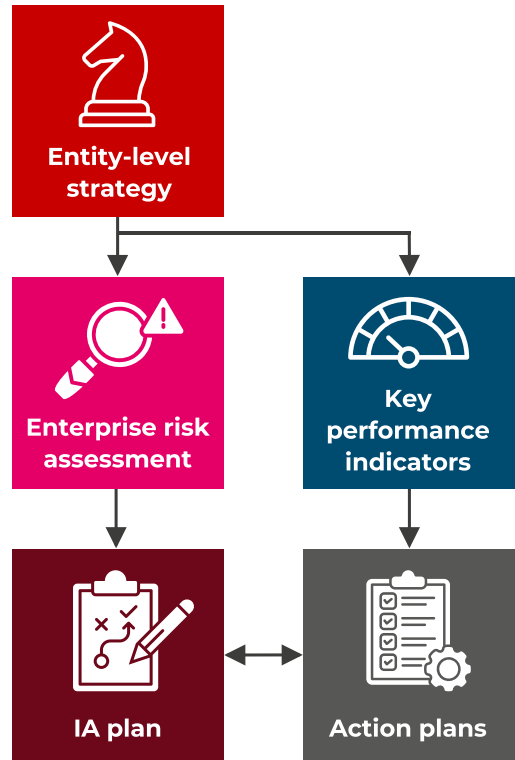 Entity-level
strategy
Enterprise risk
assessment
Key
performance
indicators
IA plan
Action plans